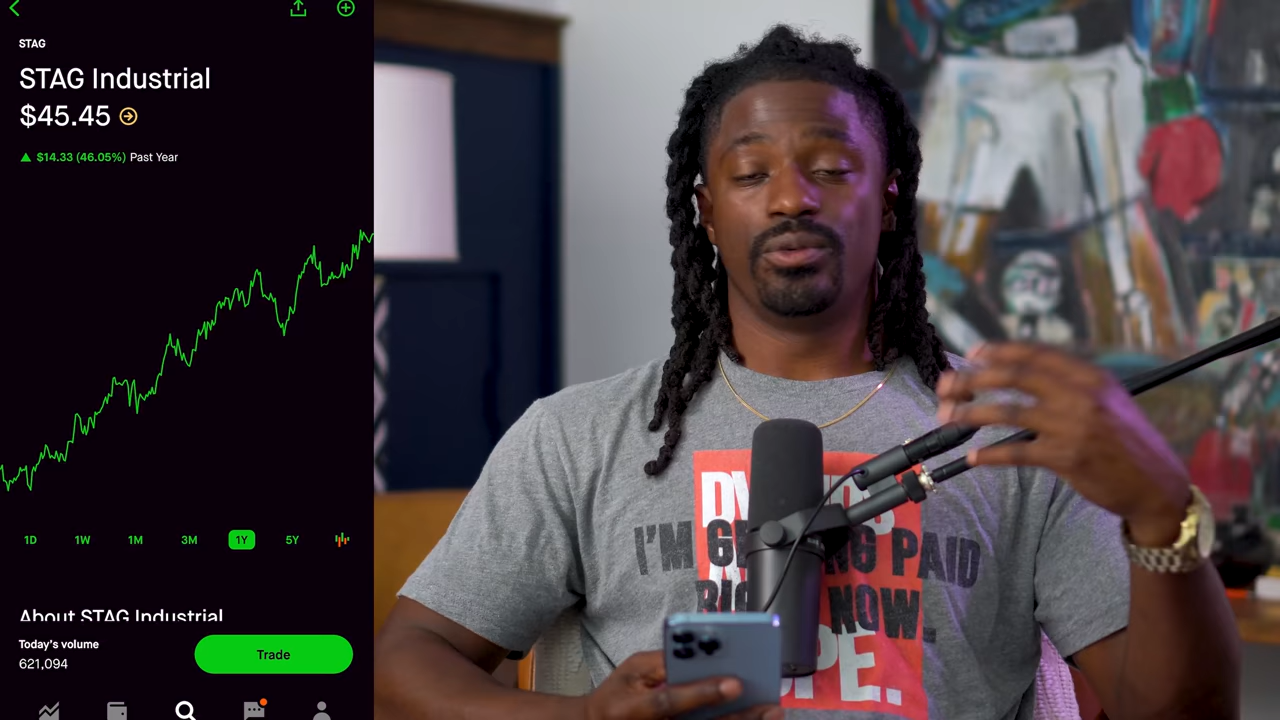 STAG
STAG Industrial
$45.45
$14.33 (46.05%) Past Year
1D 1W 1M 3M 1Y 5Y
About STAG Industrial
Today's volume
621,094
Trade
I'M PAID
NOW.